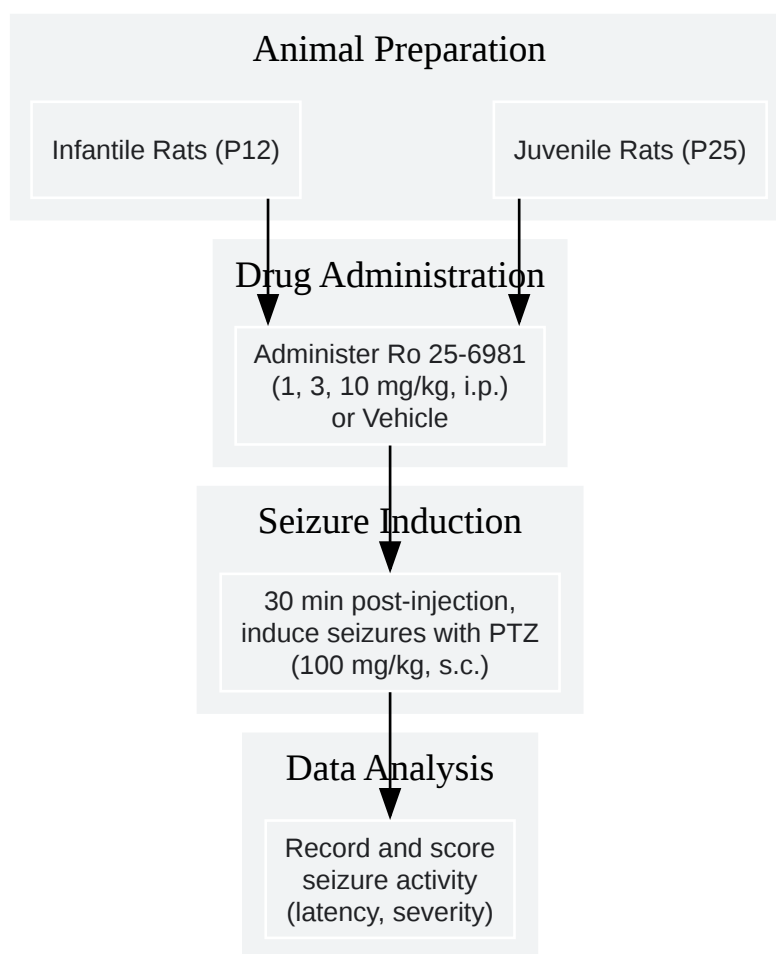 Animal Preparation
Infantile Rats (P12)
Juvenile Rats (P25)
Drug Administration
Administer Ro 25-6981
(1, 3, 10 mg/kg, i.p.)
or Vehicle
Seizure Induction
30 min post-injection,
induce seizures with PTZ
(100 mg/kg, s.c.)
Data Analysis
Record and score
seizure activity
(latency, severity)